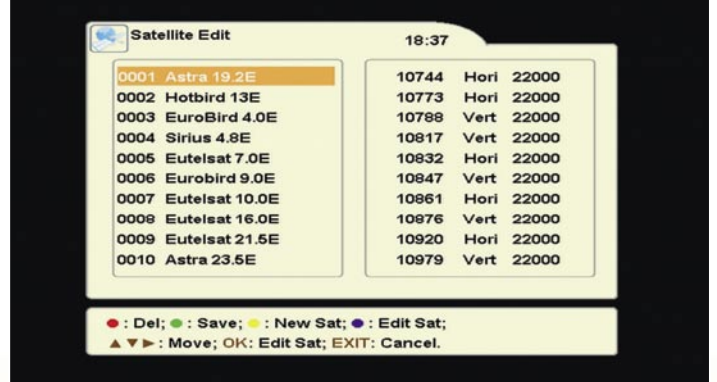 Satellite Edit
18:37
0001 Astra 19.2E
0002 Hotbird 13E
0003 EuroBird 4.0E
0004 Sirius 4.8E
0005 Eutelsat 7.0E
0006 Eurobird 9.0E
0007 Eutelsat 10.0E
0008 Eutelsat 16.0E
0009 Eutelsat 21.5E
0010 Astra 23.5E
10744 Hori 22000
10773 Hori 22000
10788 Vert 22000
10817 Vert 22000
10832 Hori 22000
10847 Vert 22000
10861 Hori 22000
10876 Vert 22000
10920 Hori 22000
10979 Vert 22000
: Del; : Save; : New Sat; : Edit Sat;
▲▼►: Move; OK: Edit Sat; EXIT: Cancel.